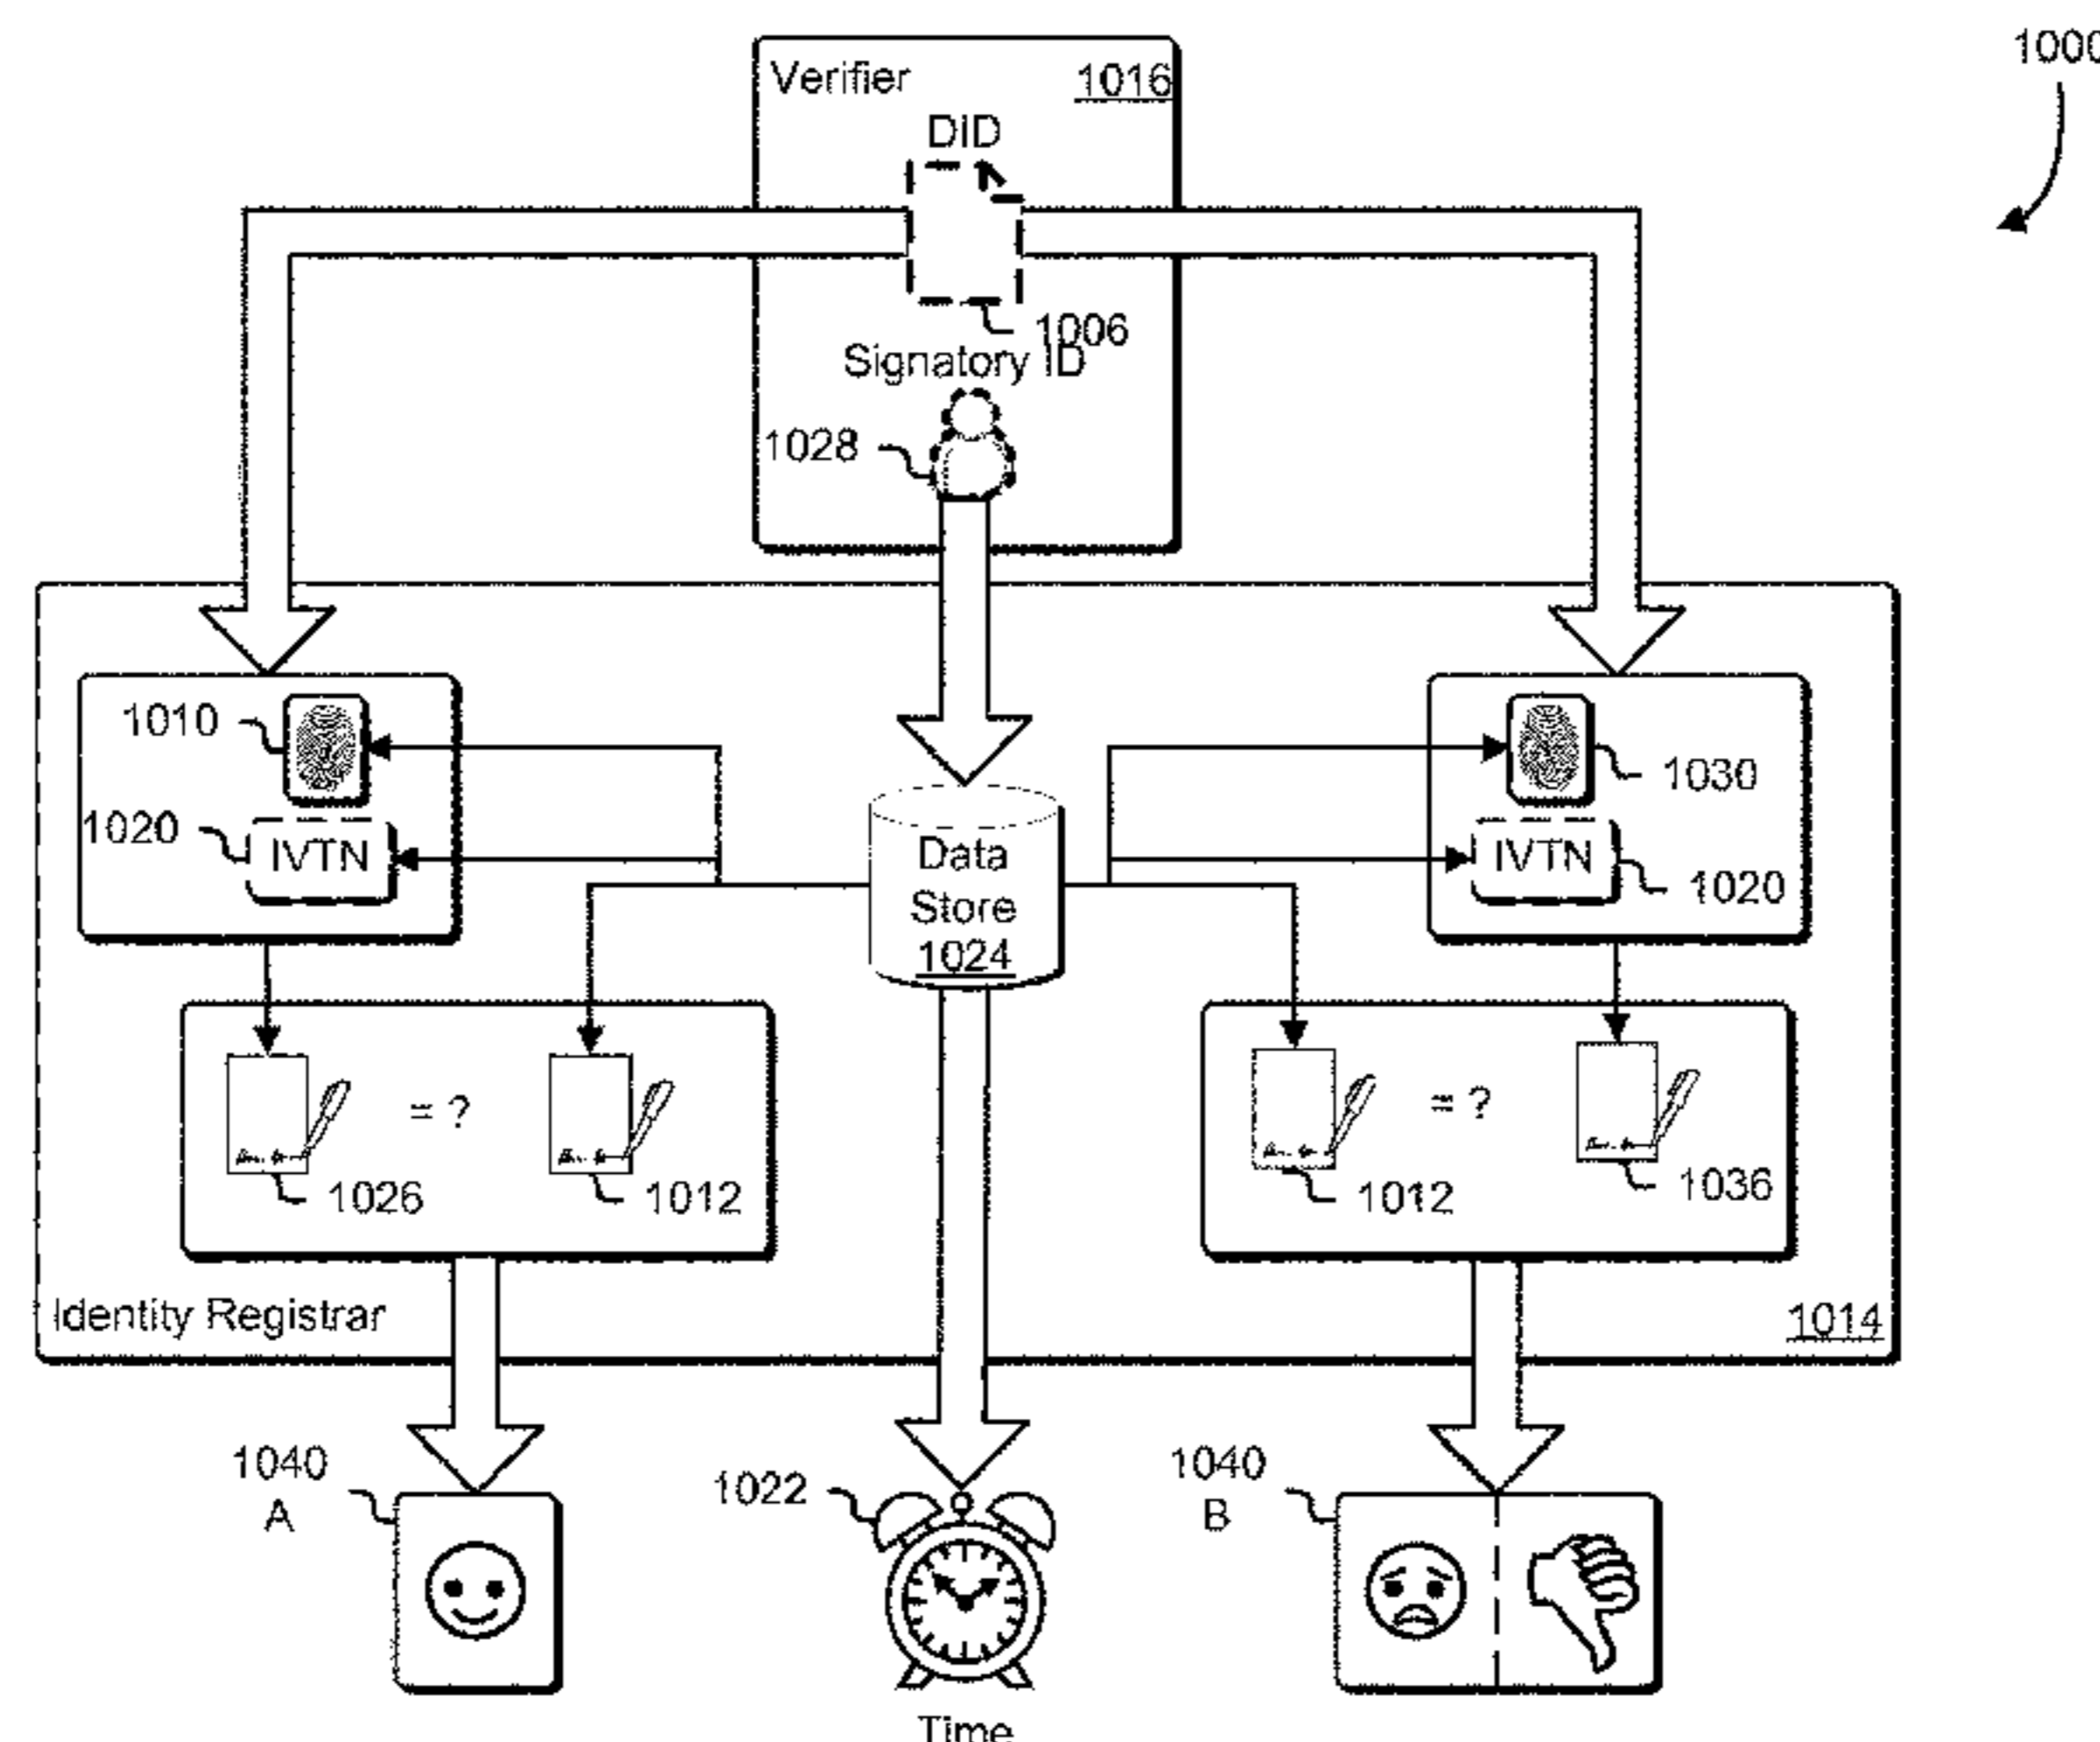 1000
Verifier 1016
DID
1006
Signatory ID
1028
1010
1030
1020 IVTN
IVTN 1020
Data
Store
1024
= ?
= ?
1026 1012
1012 1036
Identity Registrar 1014
1040
A
1022
1040
B
Time